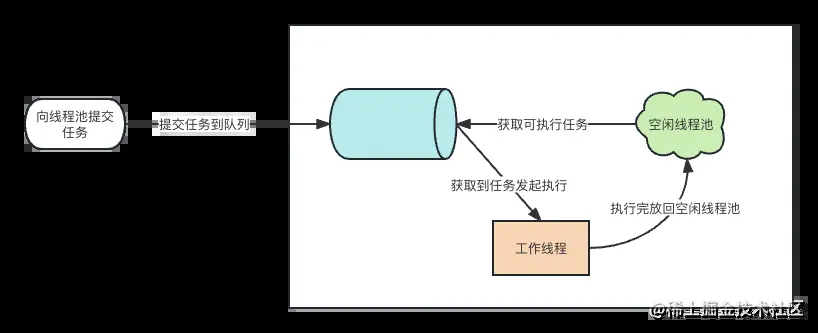 向线程池提交
任务
提交任务到队列
获取可执行任务
空闲线程池
获取到任务发起执行
执行完放回空闲线程池
工作线程
@稀土掘金技术社区